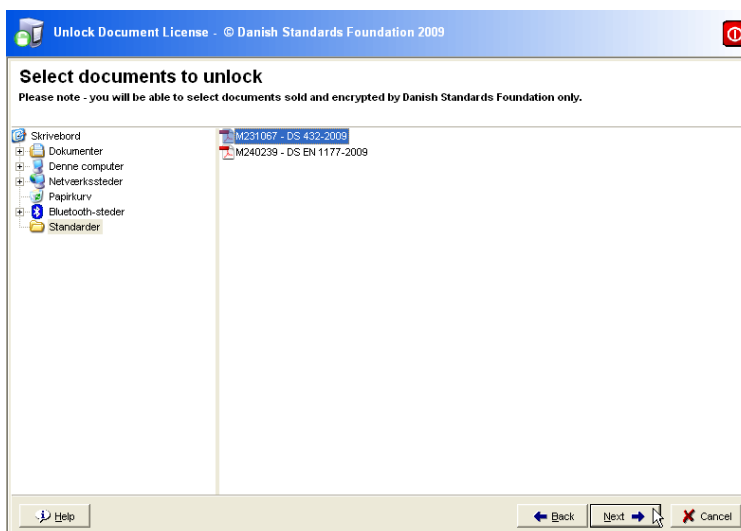 Unlock Document License - © Danish Standards Foundation 2009
Select documents to unlock
Please note - you will be able to select documents sold and encrypted by Danish Standards Foundation only.
Skrivebord
Dokumenter
Denne computer
Netværkssteder
Papirkurv
Bluetooth-steder
Standarder
M231067 - DS 432-2009
M240239 - DS EN 1177-2009
Help
Back
Next
Cancel